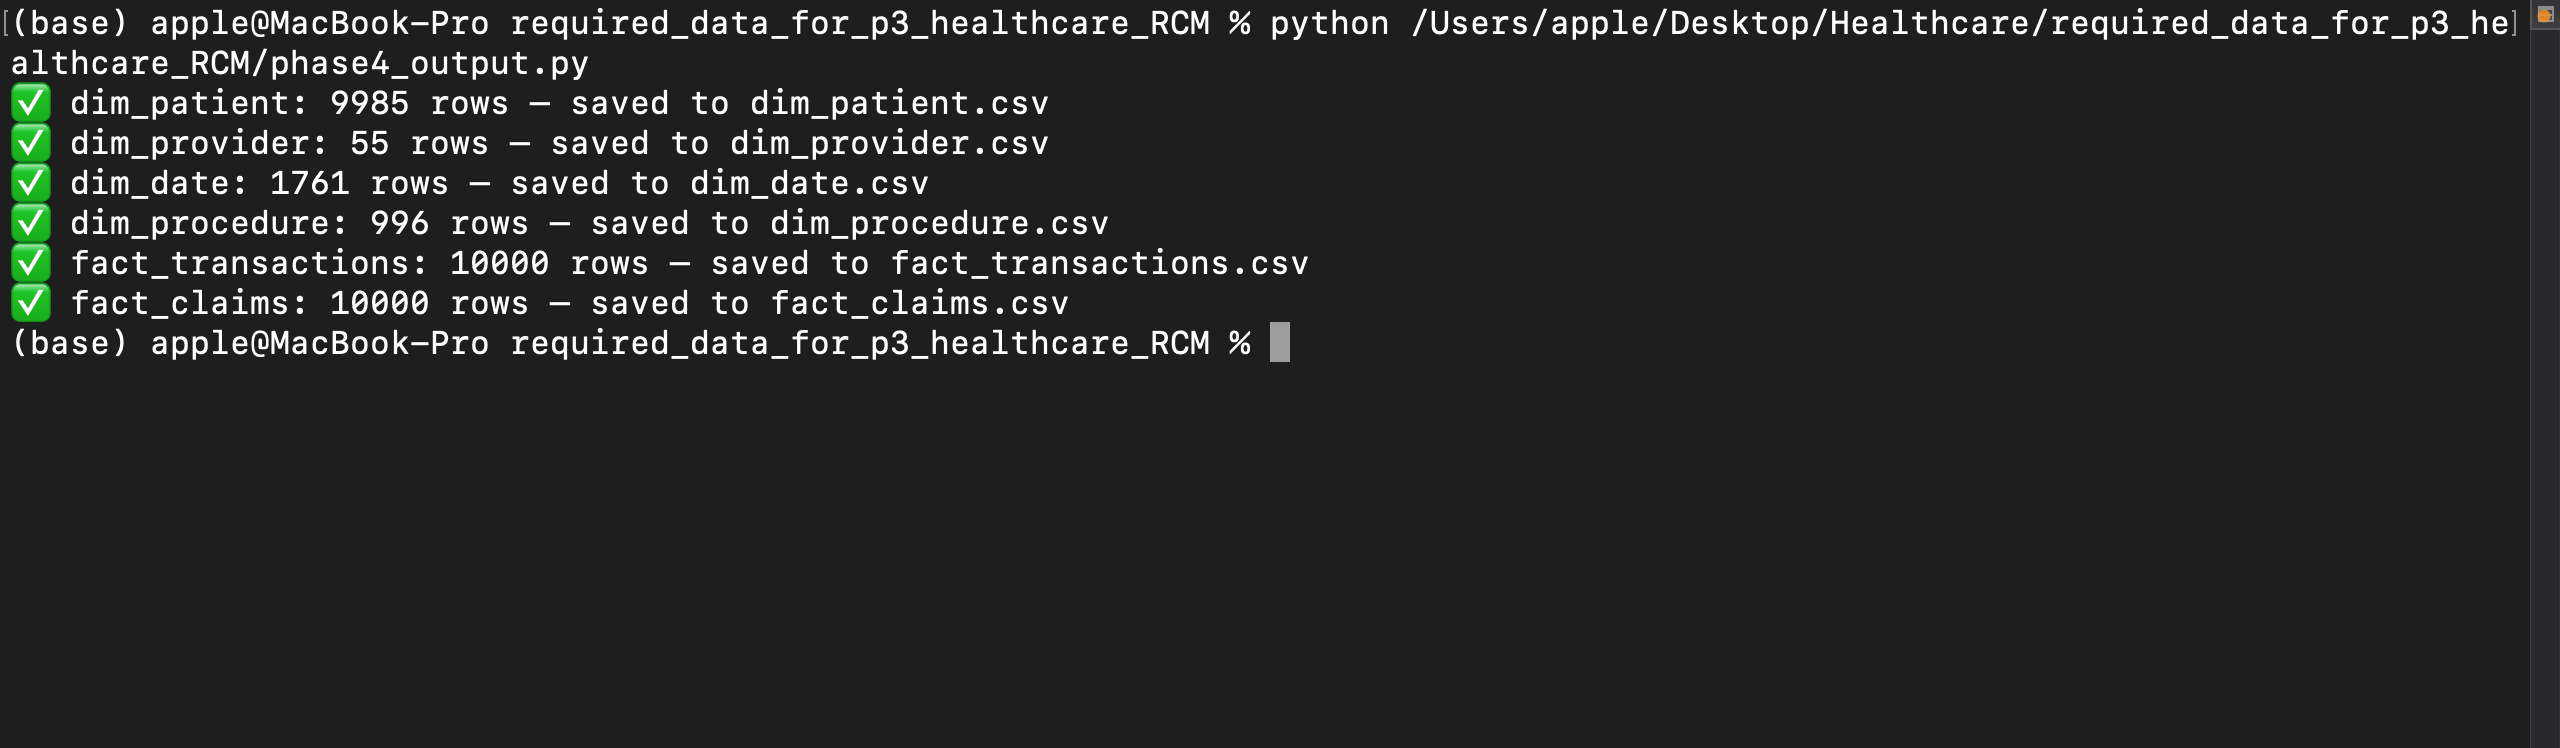 [(base) apple@MacBook-Pro required_data_for_p3_healthcare_RCM % python /Users/apple/Desktop/Healthcare/required_data_for_p3_he]
althcare_RCM/phase4_output.py
✅ dim_patient: 9985 rows — saved to dim_patient.csv
✅ dim_provider: 55 rows — saved to dim_provider.csv
✅ dim_date: 1761 rows — saved to dim_date.csv
✅ dim_procedure: 996 rows — saved to dim_procedure.csv
✅ fact_transactions: 10000 rows — saved to fact_transactions.csv
✅ fact_claims: 10000 rows — saved to fact_claims.csv
(base) apple@MacBook-Pro required_data_for_p3_healthcare_RCM %